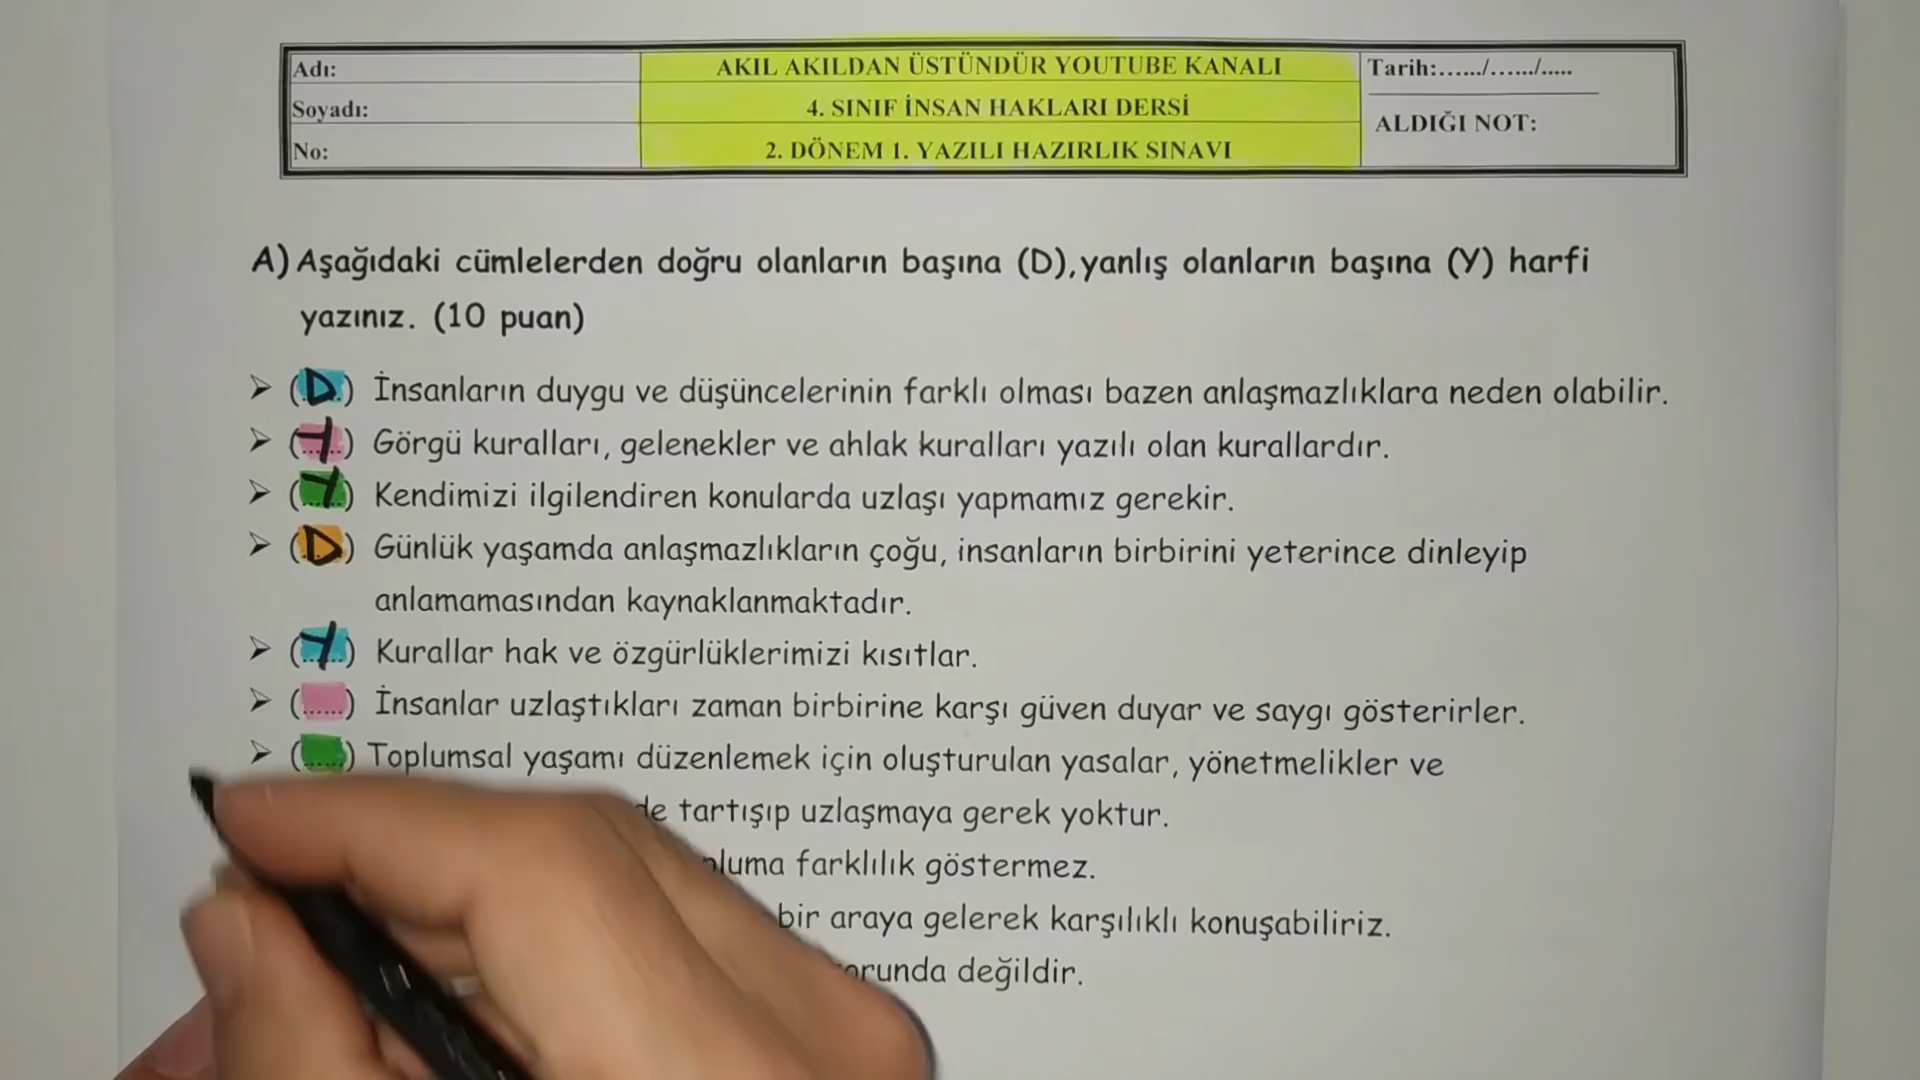 Adı:
Soyadı:
No:
AKIL AKILDAN ÜSTÜNDÜR YOUTUBE KANALI
4. SINIF İNSAN HAKLARI DERSİ
2. DÖNEM 1. YAZILI HAZIRLIK SINAVI
Tarih:....../....../.....
ALDIĞI NOT:
A) Aşağıdaki cümlelerden doğru olanların başına (D),yanlış olanların başına (Y) harfi
yazınız. (10 puan)
➤ (D) İnsanların duygu ve düşüncelerinin farklı olması bazen anlaşmazlıklara neden olabilir.
➤ (Y) Görgü kuralları, gelenekler ve ahlak kuralları yazılı olan kurallardır.
➤ (Y) Kendimizi ilgilendiren konularda uzlaşı yapmamız gerekir.
➤ (D) Günlük yaşamda anlaşmazlıkların çoğu, insanların birbirini yeterince dinleyip
anlamamasından kaynaklanmaktadır.
➤ (Y) Kurallar hak ve özgürlüklerimizi kısıtlar.
➤ (......) İnsanlar uzlaştıkları zaman birbirine karşı güven duyar ve saygı gösterirler.
➤ (......) Toplumsal yaşamı düzenlemek için oluşturulan yasalar, yönetmelikler ve
tartışıp uzlaşmaya gerek yoktur.
farklılık göstermez.
bir araya gelerek karşılıklı konuşabiliriz.
değildir.